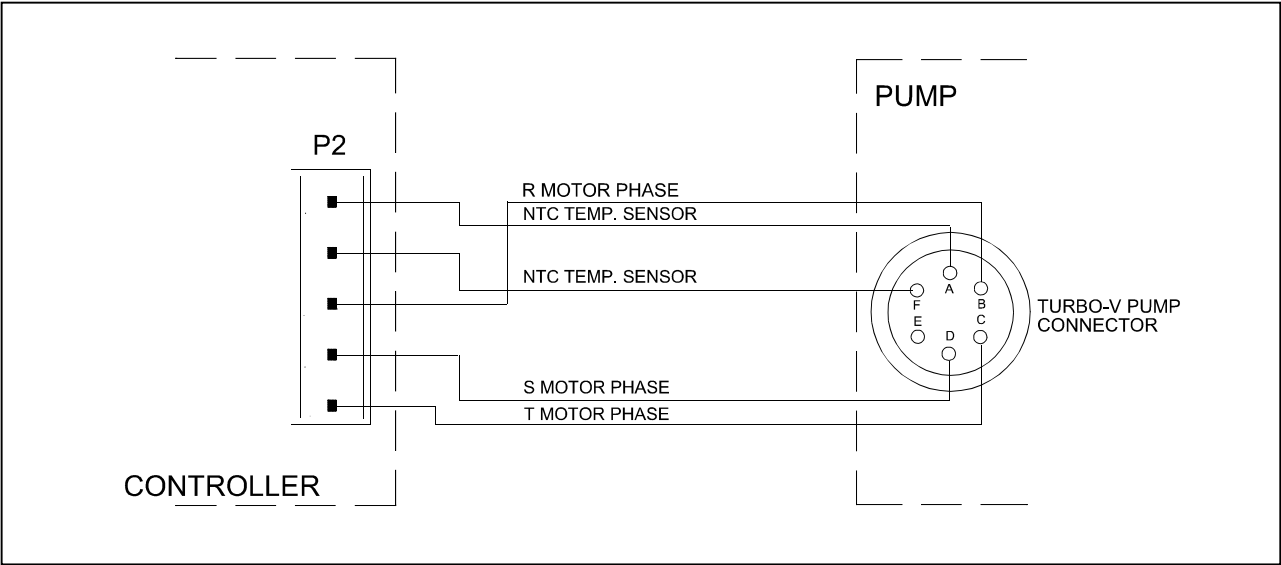 PUMP
P2
R MOTOR PHASE
NTC TEMP. SENSOR
NTC TEMP. SENSOR
A
F
B
E
C
D
TURBO-V PUMP
CONNECTOR
S MOTOR PHASE
T MOTOR PHASE
CONTROLLER